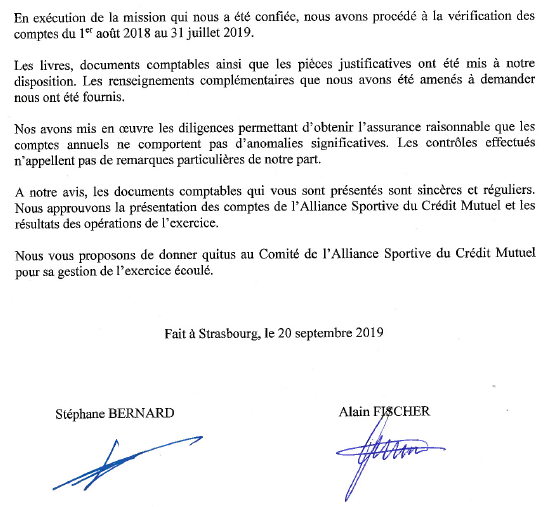 En exécution de la mission qui nous a été confiée, nous avons procédé à la vérification des
comptes du 1er août 2018 au 31 juillet 2019.
Les livres, documents comptables ainsi que les pièces justificatives ont été mis à notre
disposition. Les renseignements complémentaires que nous avons été amenés à demander
nous ont été fournis.
Nos avons mis en œuvre les diligences permettant d'obtenir l'assurance raisonnable que les
comptes annuels ne comportent pas d'anomalies significatives. Les contrôles effectués
n'appellent pas de remarques particulières de notre part.
A notre avis, les documents comptables qui vous sont présentés sont sincères et réguliers.
Nous approuvons la présentation des comptes de l'Alliance Sportive du Crédit Mutuel et les
résultats des opérations de l'exercice.
Nous vous proposons de donner quitus au Comité de l'Alliance Sportive du Crédit Mutuel
pour sa gestion de l'exercice écoulé.
Fait à Strasbourg, le 20 septembre 2019
Stéphane BERNARD
Alain FISCHER